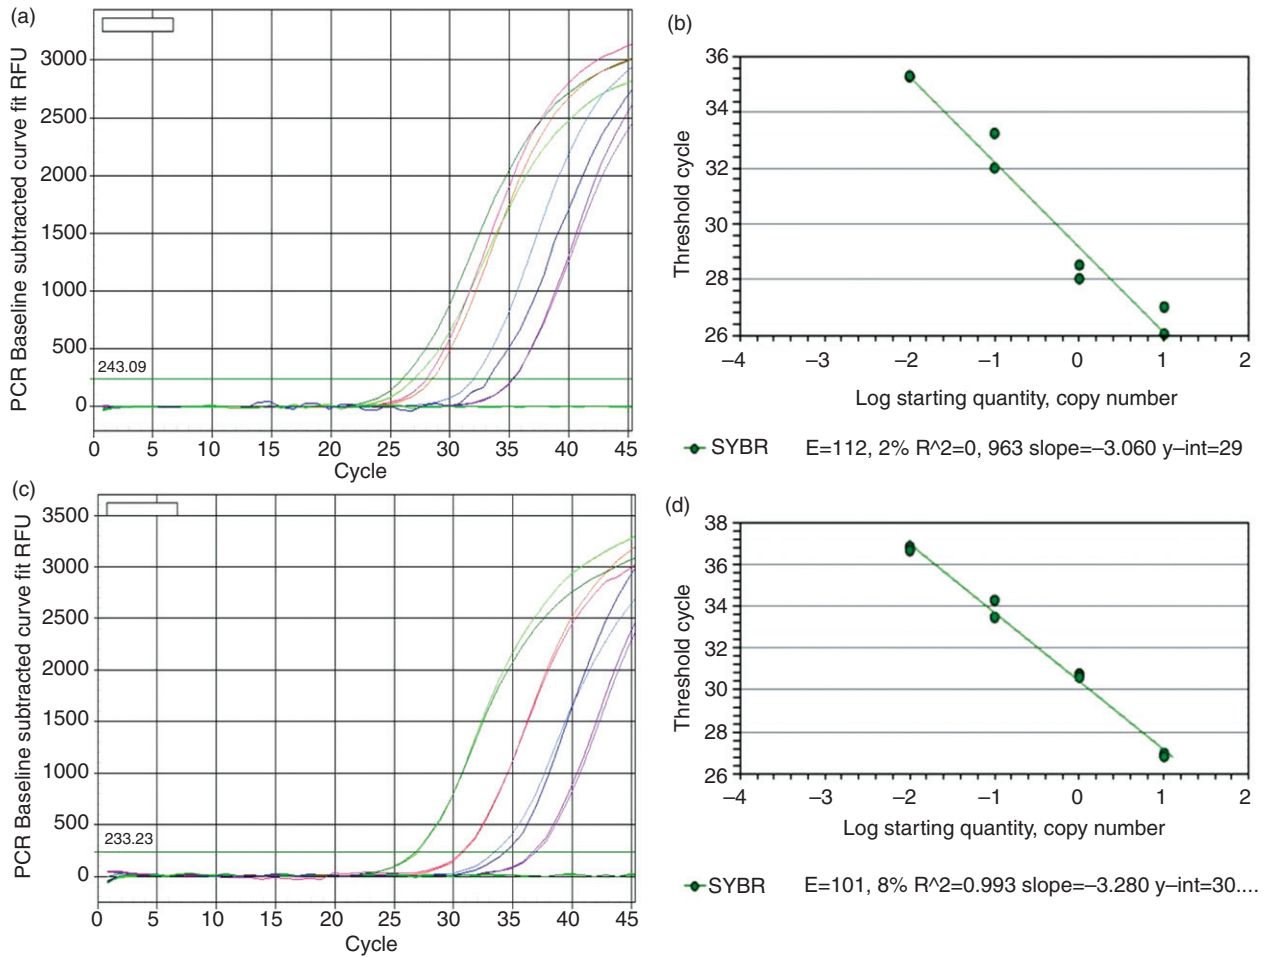 (a)
PCR Baseline subtracted curve fit RFU
3000
2500
2000
1500
1000
500
0
243.09
0 5 10 15 20 25 30 35 40 45
Cycle
(b)
Threshold cycle
36
34
32
30
28
26
–4 –3 –2 –1 0 1 2
Log starting quantity, copy number
SYBR E=112, 2% R^2=0, 963 slope=–3.060 y–int=29
(c)
PCR Baseline subtracted curve fit RFU
3500
3000
2500
2000
1500
1000
500
0
233.23
0 5 10 15 20 25 30 35 40 45
Cycle
(d)
Threshold cycle
38
36
34
32
30
28
26
–4 –3 –2 –1 0 1 2
Log starting quantity, copy number
SYBR E=101, 8% R^2=0.993 slope=–3.280 y–int=30....